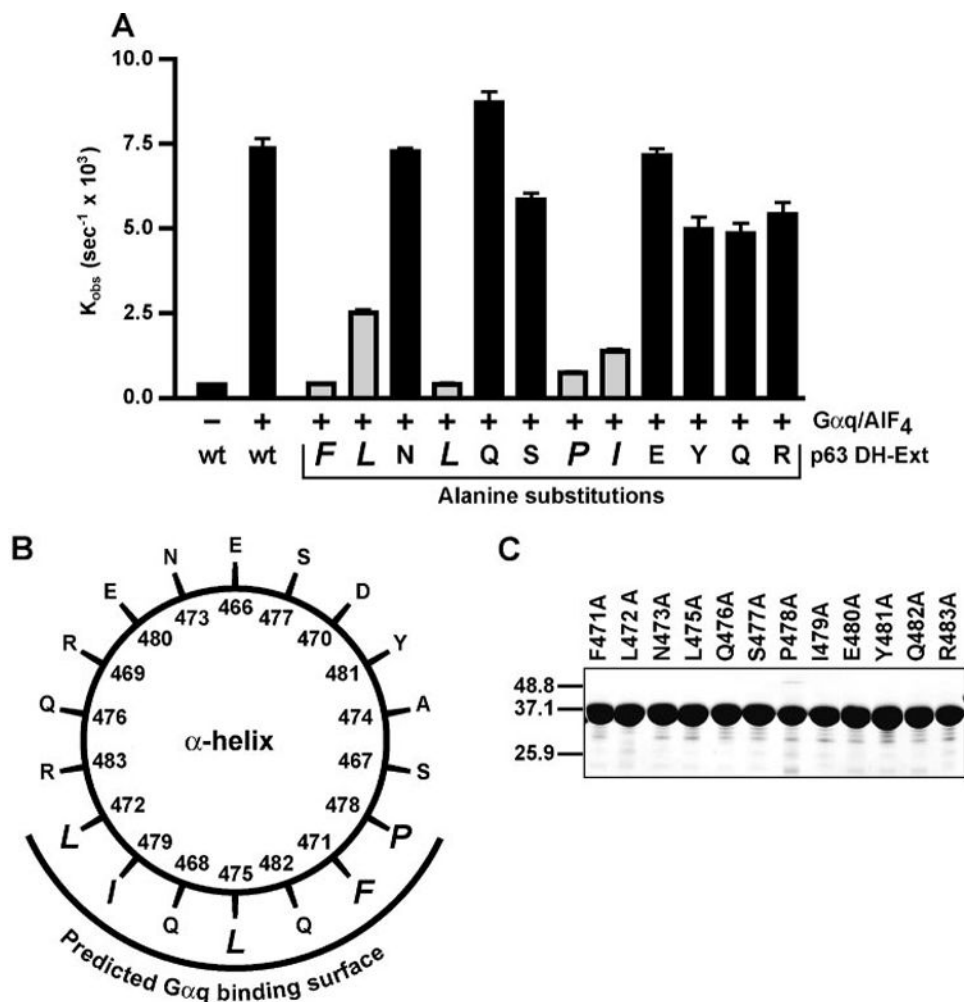 A
10.0
7.5
5.0
2.5
0.0
K_obs (sec⁻¹ x 10³)
− + + + + + + + + + + + + + Gαq/AlF₄
wt wt F L N L Q S P I E Y Q R p63 DH-Ext
Alanine substitutions
B
E
S
D
Y
A
S
P
F
Q
L
Q
I
L
R
Q
R
E
N
466
477
470
481
474
467
478
471
482
475
468
479
472
483
476
469
480
473
α-helix
Predicted Gαq binding surface
C
F471A
L472 A
N473A
L475A
Q476A
S477A
P478A
I479A
E480A
Y481A
Q482A
R483A
48.8
37.1
25.9